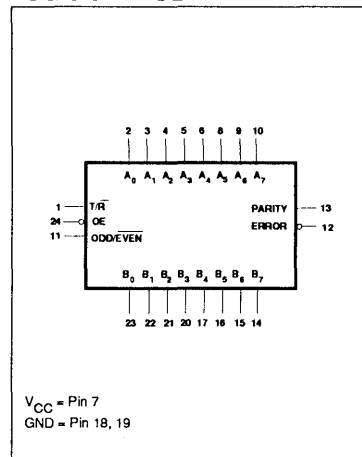 2 3 4 5 6 8 9 10
A0 A1 A2 A3 A4 A5 A6 A7
1 T/R̅
24 OE
11 ODD/E̅V̅E̅N̅
PARITY 13
ERROR 12
B0 B1 B2 B3 B4 B5 B6 B7
23 22 21 20 17 16 15 14
VCC = Pin 7
GND = Pin 18, 19